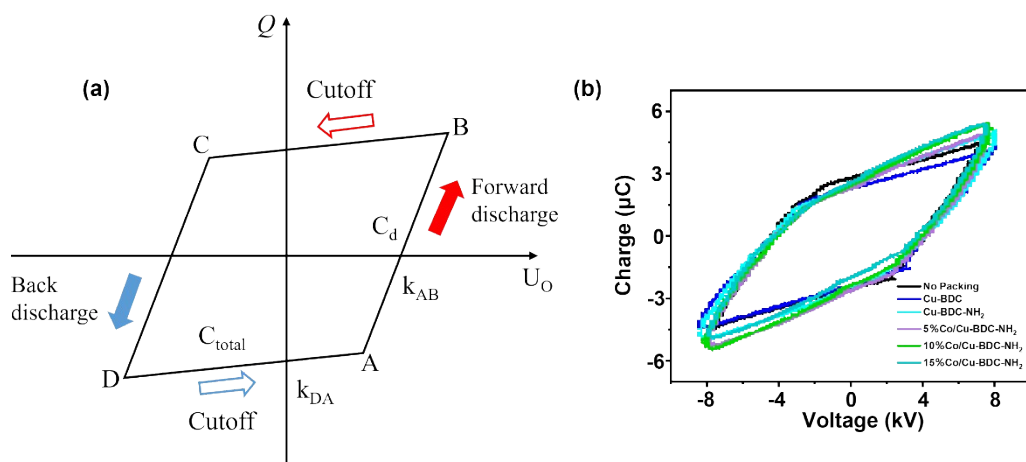 (a)
Q
Cutoff
B
C
Forward
discharge
C_d
U_O
k_AB
Back
discharge
C_total
D
A
k_DA
Cutoff
(b)
Charge (μC)
6
3
0
-3
-6
No Packing
Cu-BDC
Cu-BDC-NH₂
5%Co/Cu-BDC-NH₂
10%Co/Cu-BDC-NH₂
15%Co/Cu-BDC-NH₂
-8
-4
0
4
8
Voltage (kV)